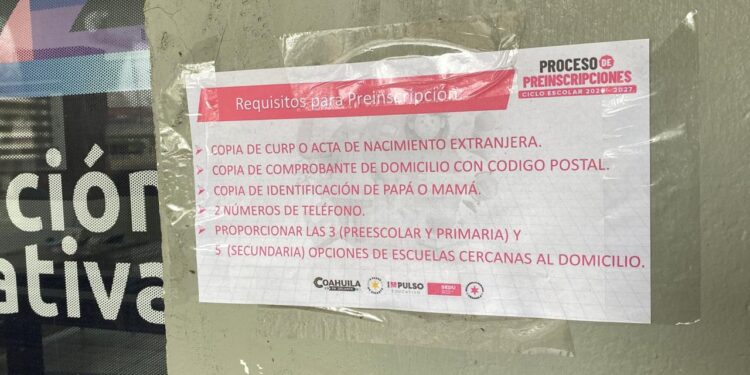 PROCESO DE
PREINSCRIPCIONES
CICLO ESCOLAR 2026-2027
Requisitos para Preinscripción
COPIA DE CURP O ACTA DE NACIMIENTO EXTRANJERA.
COPIA DE COMPROBANTE DE DOMICILIO CON CODIGO POSTAL.
COPIA DE IDENTIFICACIÓN DE PAPÁ O MAMÁ.
2 NÚMEROS DE TELÉFONO.
PROPORCIONAR LAS 3 (PREESCOLAR Y PRIMARIA) Y
5 (SECUNDARIA) OPCIONES DE ESCUELAS CERCANAS AL DOMICILIO.
COAHUILA
IMPULSO
EDUCATIVO
SEDU
ción
ativa